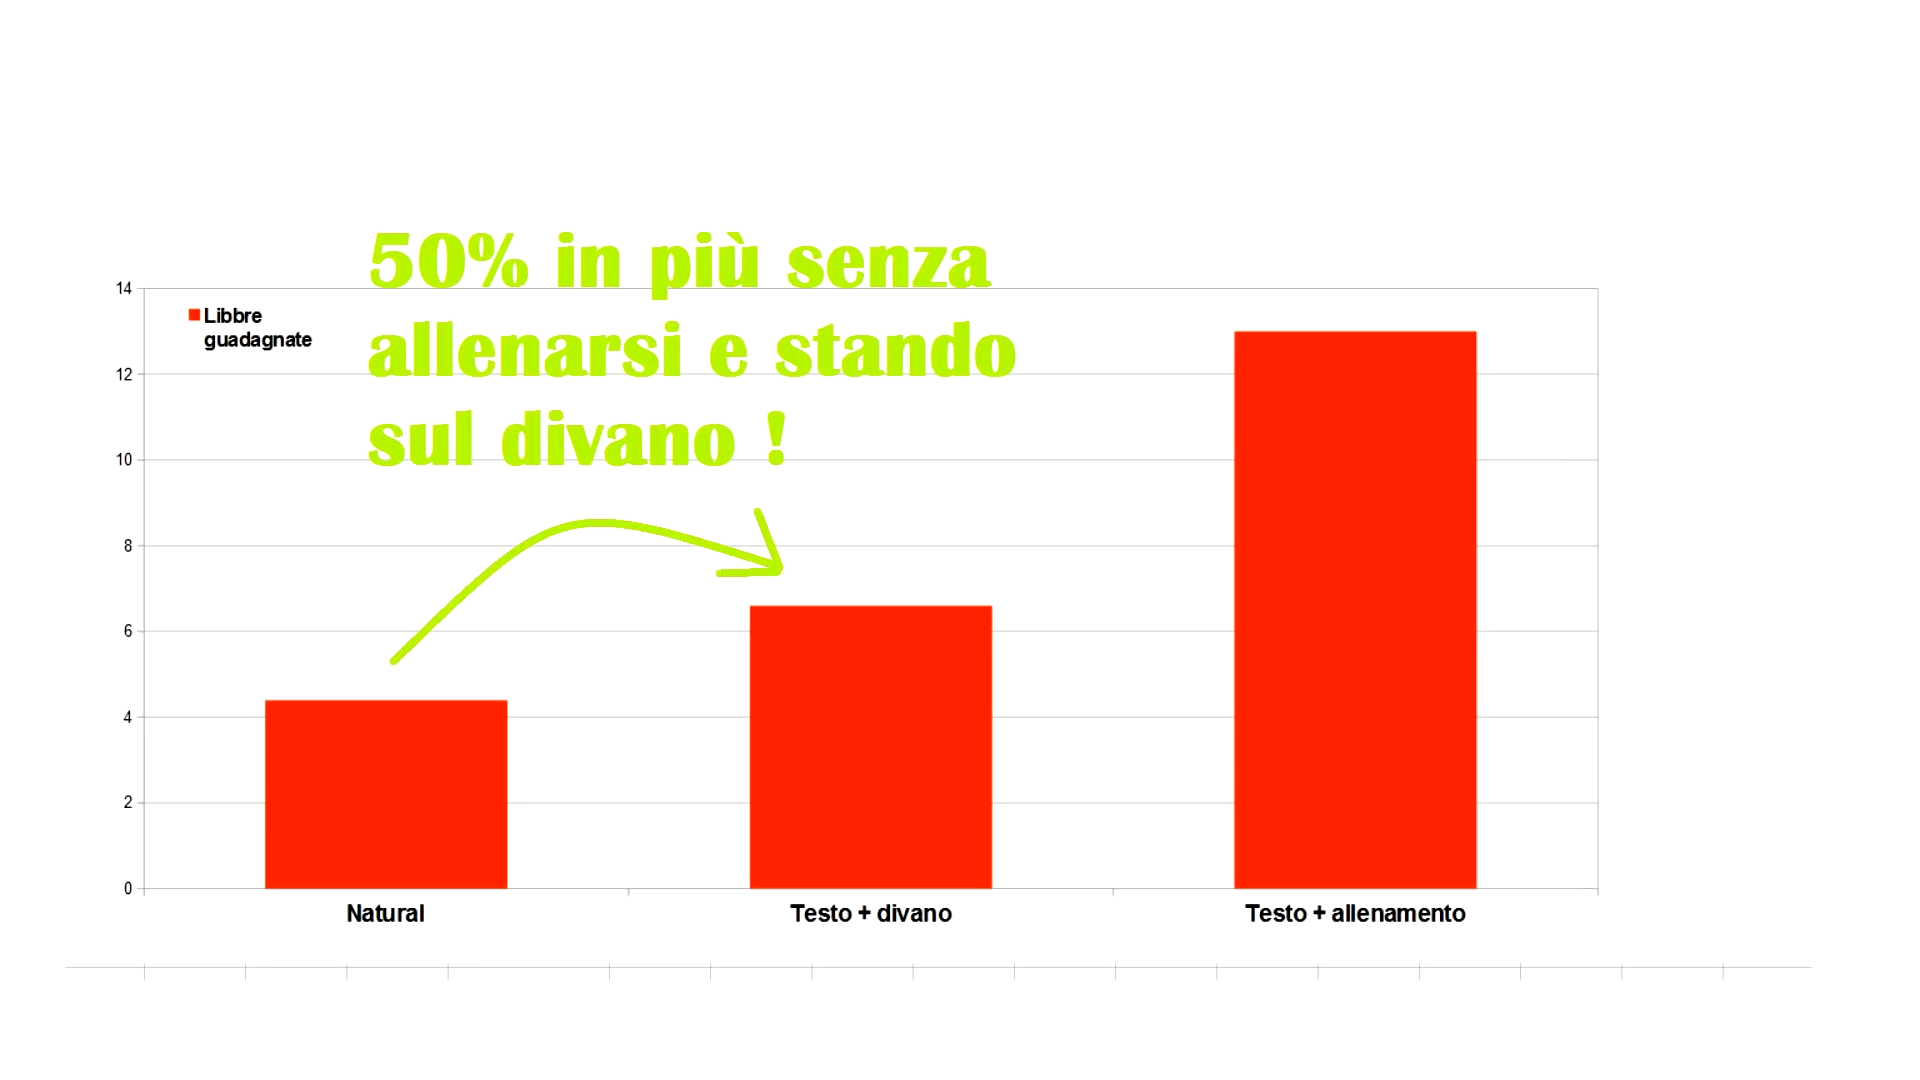 50% in più senza
allenarsi e stando
sul divano !
Libbre
guadagnate
14
12
10
8
6
4
2
0
Natural
Testo + divano
Testo + allenamento